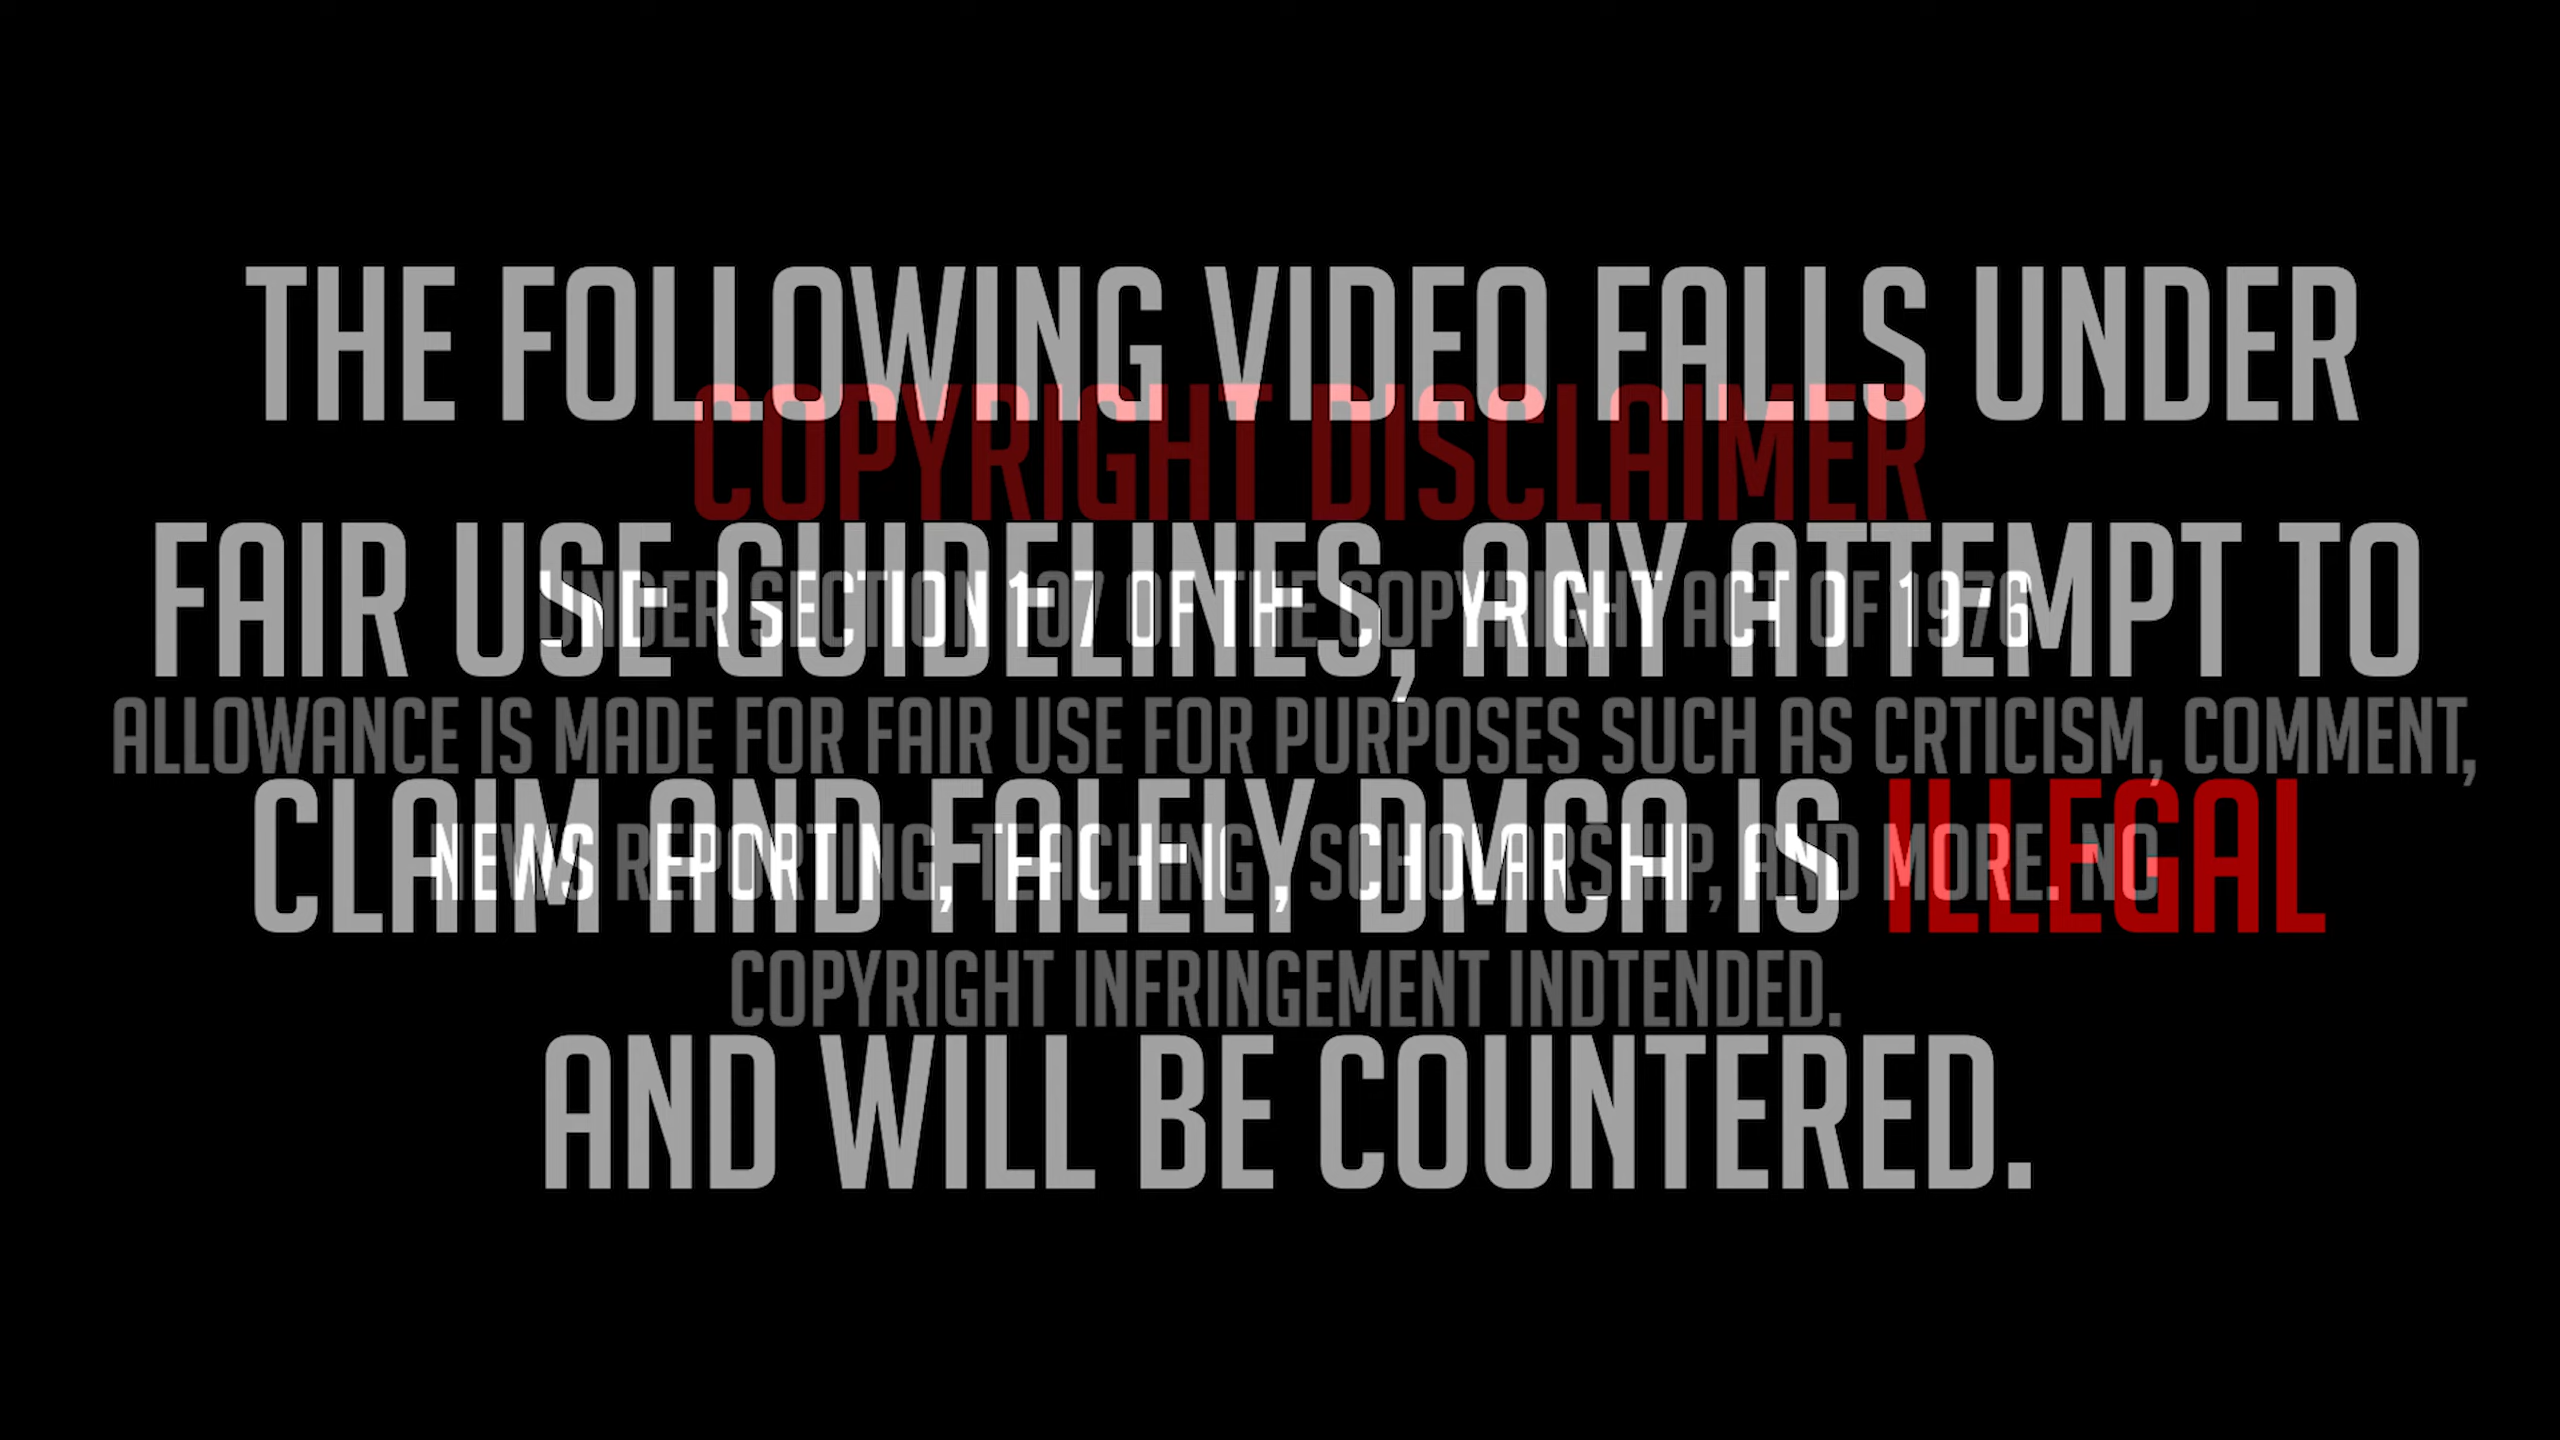 THE FOLLOWING VIDEO FALLS UNDER
FAIR USE GUIDELINES, ANY ATTEMPT TO
CLAIM AND FALELY DMCA IS ILLEGAL
AND WILL BE COUNTERED.
COPYRIGHT DISCLAIMER
UNDER SECTION 107 OF THE COPYRIGHT ACT OF 1976
ALLOWANCE IS MADE FOR FAIR USE FOR PURPOSES SUCH AS CRTICISM, COMMENT,
NEWS REPORTING, TEACHING, SCHOLARSHIP, AND MORE. NO
COPYRIGHT INFRINGEMENT INDTENDED.